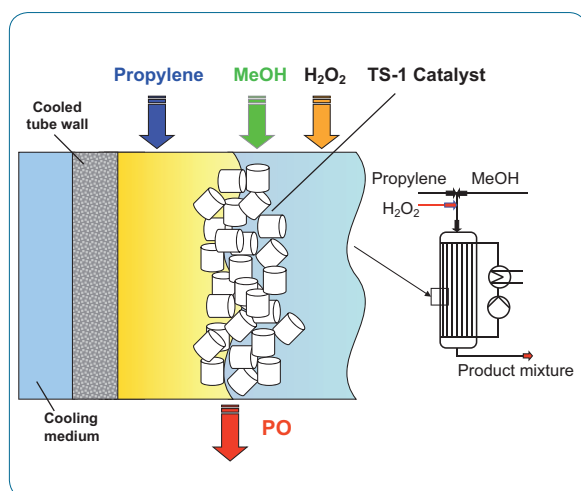 Propylene
MeOH
H₂O₂
TS-1 Catalyst
Cooled
tube wall
Propylene
MeOH
H₂O₂
Product mixture
Cooling
medium
PO